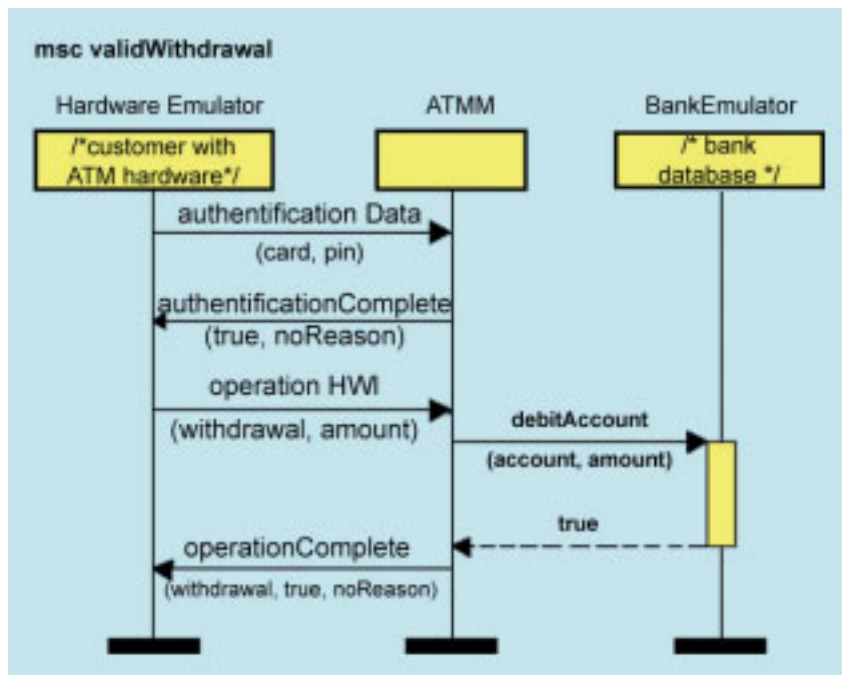 msc validWithdrawal
Hardware Emulator
ATMM
BankEmulator
/*customer with
ATM hardware*/
/* bank
database */
authentification Data
(card, pin)
authentificationComplete
(true, noReason)
operation HWI
(withdrawal, amount)
debitAccount
(account, amount)
true
operationComplete
(withdrawal, true, noReason)